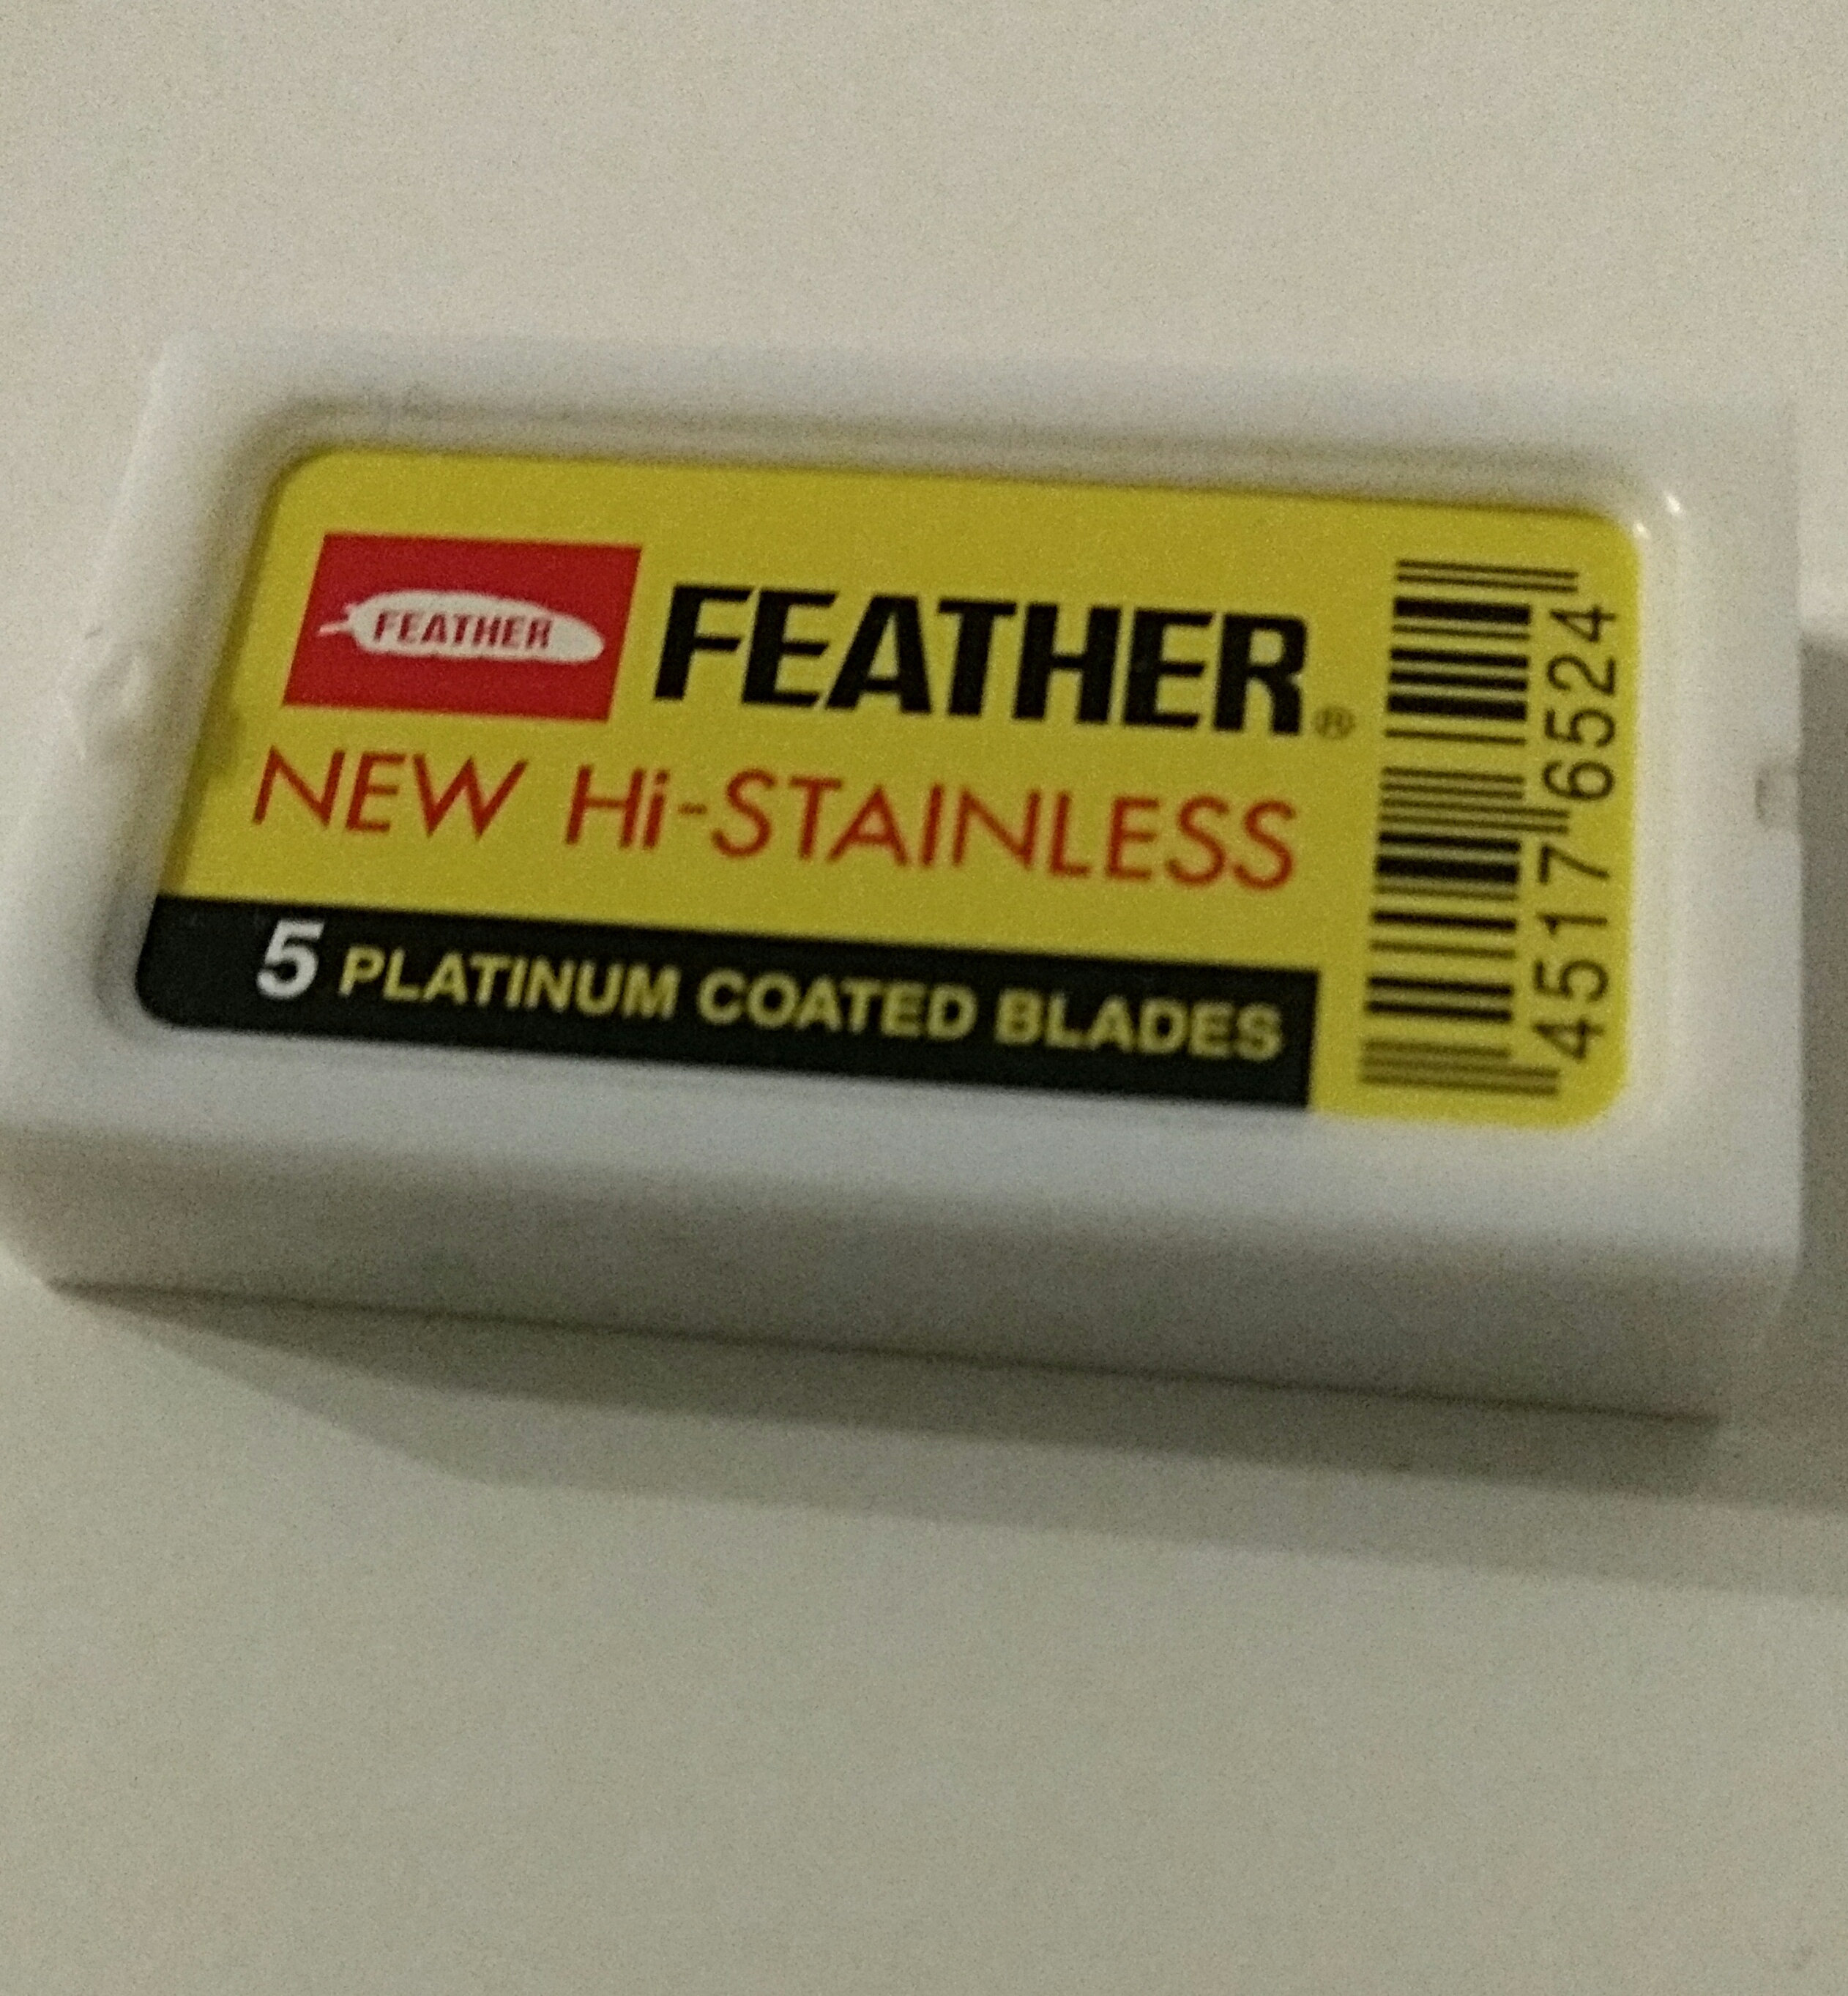 FEATHER
FEATHER®
NEW Hi-STAINLESS
5 PLATINUM COATED BLADES
4517 6524